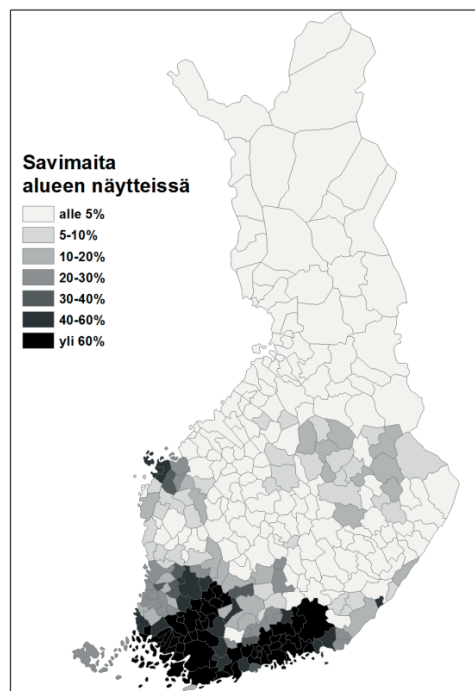 Savimaita
alueen näytteissä
alle 5%
5-10%
10-20%
20-30%
30-40%
40-60%
yli 60%